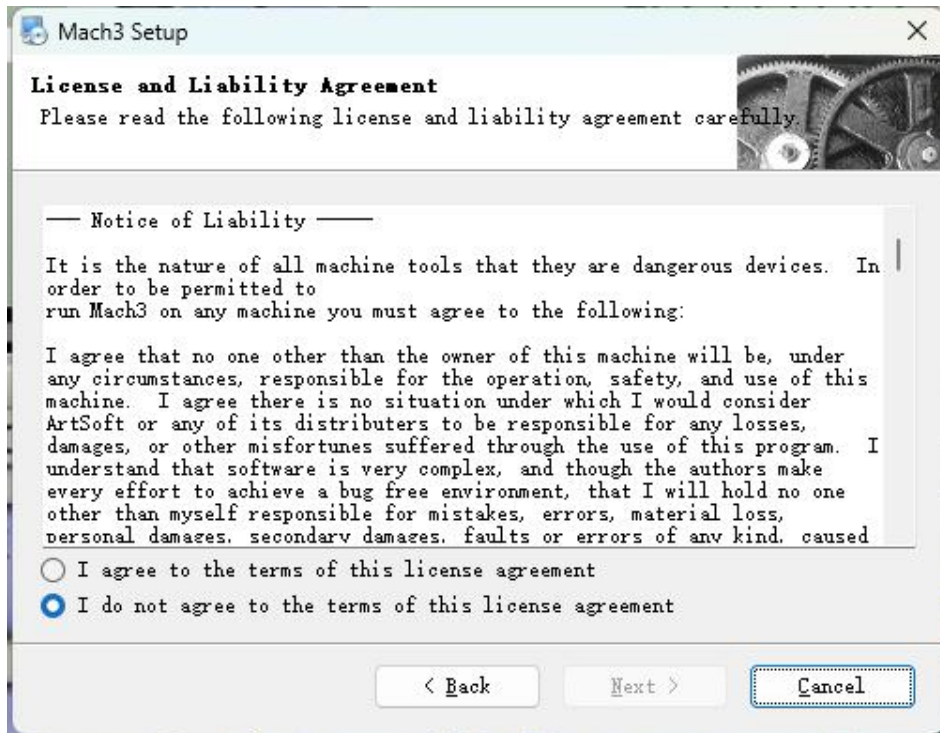 Mach3 Setup
License and Liability Agreement
Please read the following license and liability agreement carefully.
── Notice of Liability ────
It is the nature of all machine tools that they are dangerous devices.  In
order to be permitted to
run Mach3 on any machine you must agree to the following:
I agree that no one other than the owner of this machine will be, under
any circumstances, responsible for the operation, safety, and use of this
machine.  I agree there is no situation under which I would consider
ArtSoft or any of its distributers to be responsible for any losses,
damages, or other misfortunes suffered through the use of this program.  I
understand that software is very complex, and though the authors make
every effort to achieve a bug free environment, that I will hold no one
other than myself responsible for mistakes, errors, material loss,
personal damages, secondary damages, faults or errors of any kind, caused
I agree to the terms of this license agreement
I do not agree to the terms of this license agreement
< Back
Next >
Cancel